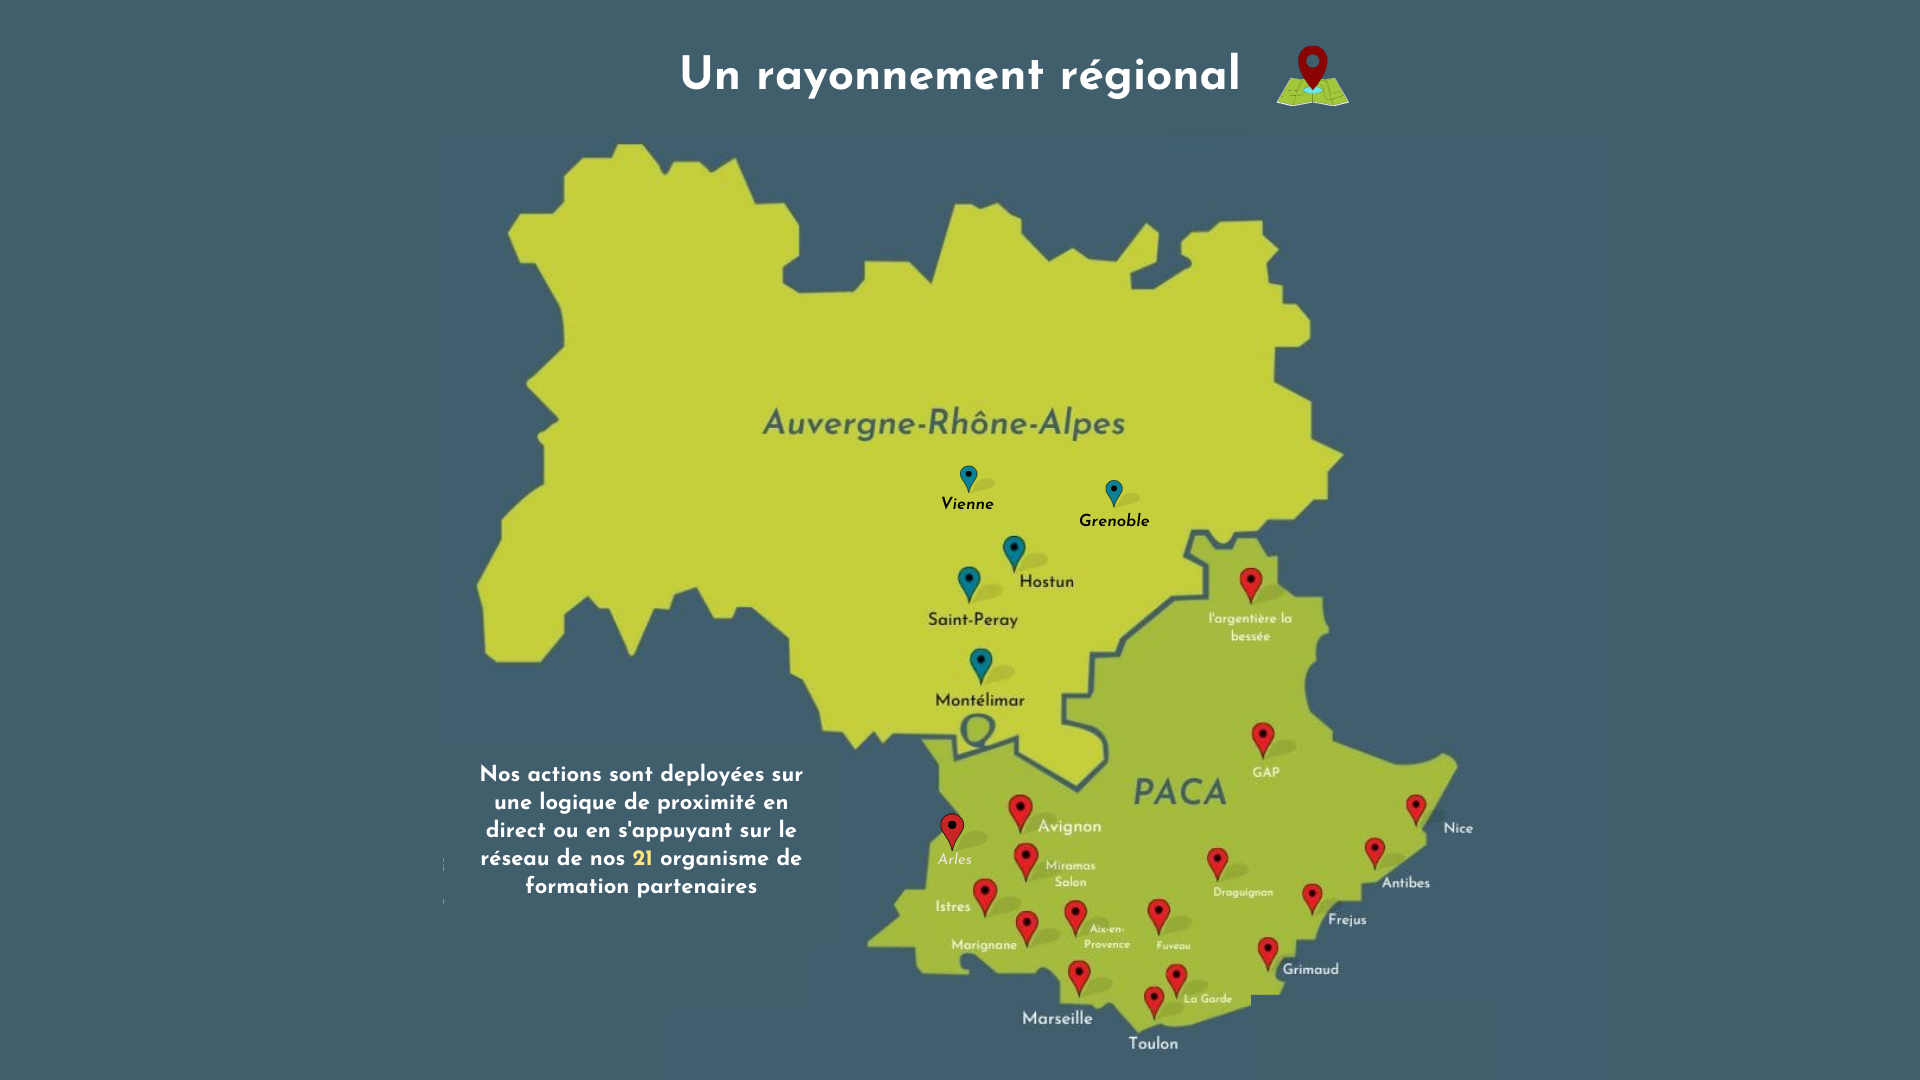 Un rayonnement régional
Auvergne-Rhône-Alpes
Vienne
Grenoble
Hostun
Saint-Peray
Montélimar
l'argentière la
bessée
GAP
PACA
Nos actions sont deployées sur
une logique de proximité en
direct ou en s'appuyant sur le
réseau de nos 21 organisme de
formation partenaires
Avignon
Nice
Arles
Miramas
Salon
Antibes
Draguignan
Istres
Frejus
Aix-en-
Provence
Marignane
Fuveau
Grimaud
La Garde
Marseille
Toulon